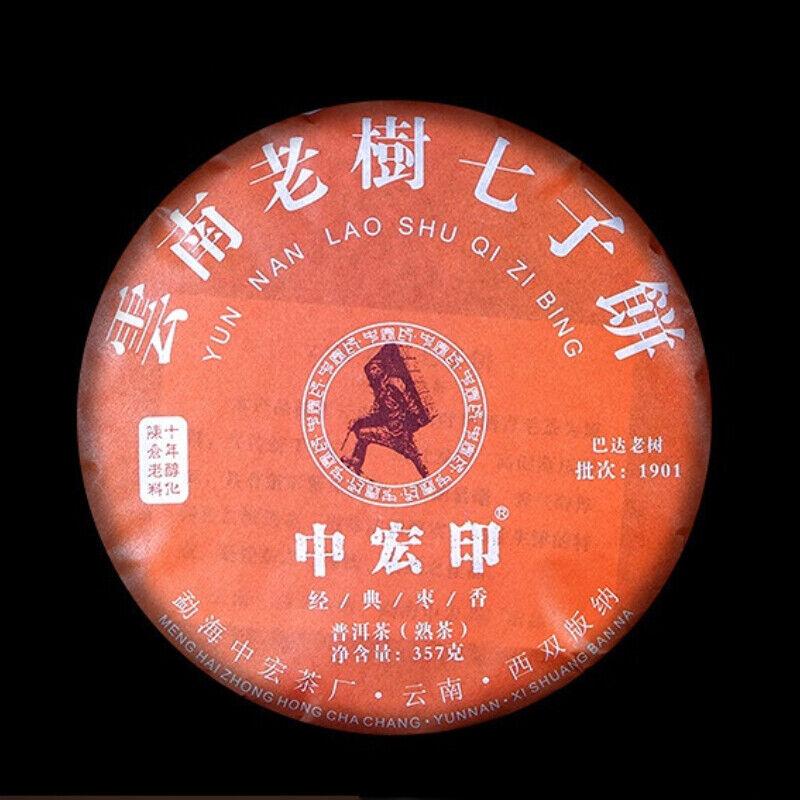 雲南老樹七子餅
YUN NAN LAO SHU QI ZI BING
十年醇化
陳倉老料
巴达老树
批次：1901
中宏印®
经/典/枣/香
普洱茶（熟茶）
净含量：357克
勐海中宏茶厂·云南·西双版纳
MENG HAI ZHONG HONG CHA CHANG·YUNNAN·XI SHUANG BAN NA